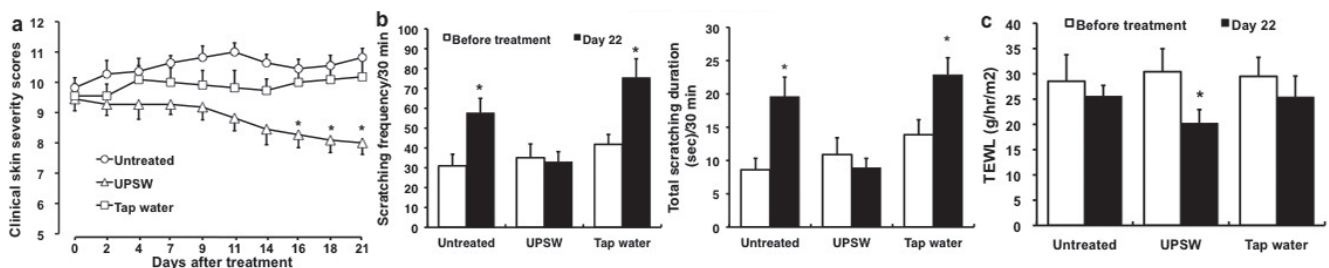 a
Clinical skin severity scores
12
11
10
9
8
7
6
5
* * *
Untreated
UPSW
Tap water
0 2 4 7 9 11 14 16 18 21
Days after treatment
b
Scratching frequency/30 min
100
90
80
70
60
50
40
30
20
10
0
Before treatment Day 22
* *
Untreated UPSW Tap water
Total scratching duration
(sec)/30 min
30
25
20
15
10
5
0
* *
Untreated UPSW Tap water
c
TEWL (g/hr/m2)
40
35
30
25
20
15
10
5
0
Before treatment Day 22
*
Untreated UPSW Tap water